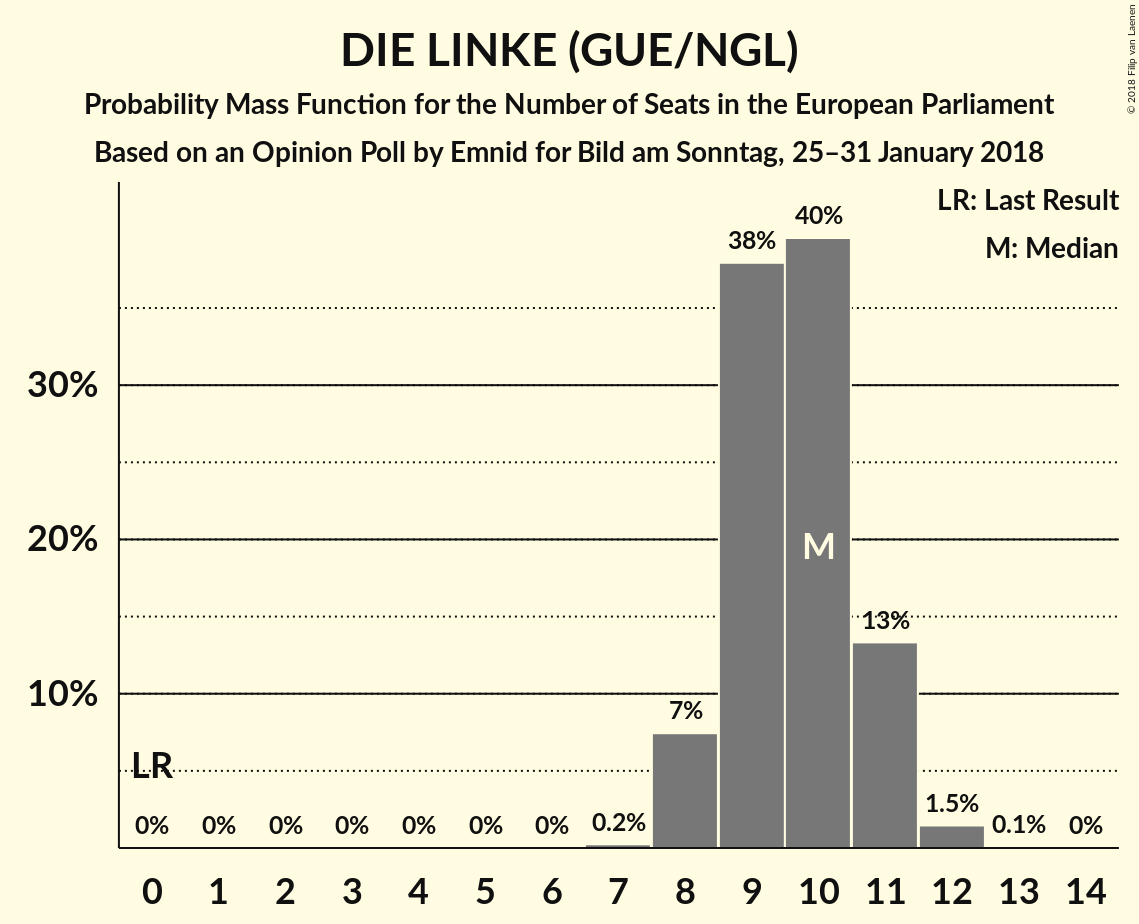 DIE LINKE (GUE/NGL)
Probability Mass Function for the Number of Seats in the European Parliament
Based on an Opinion Poll by Emnid for Bild am Sonntag, 25–31 January 2018
© 2018 Filip van Laenen
LR: Last Result
M: Median
40%
38%
30%
20%
M
13%
10%
7%
LR
1.5%
0% 0% 0% 0% 0% 0% 0% 0.2% 0.1% 0%
0 1 2 3 4 5 6 7 8 9 10 11 12 13 14